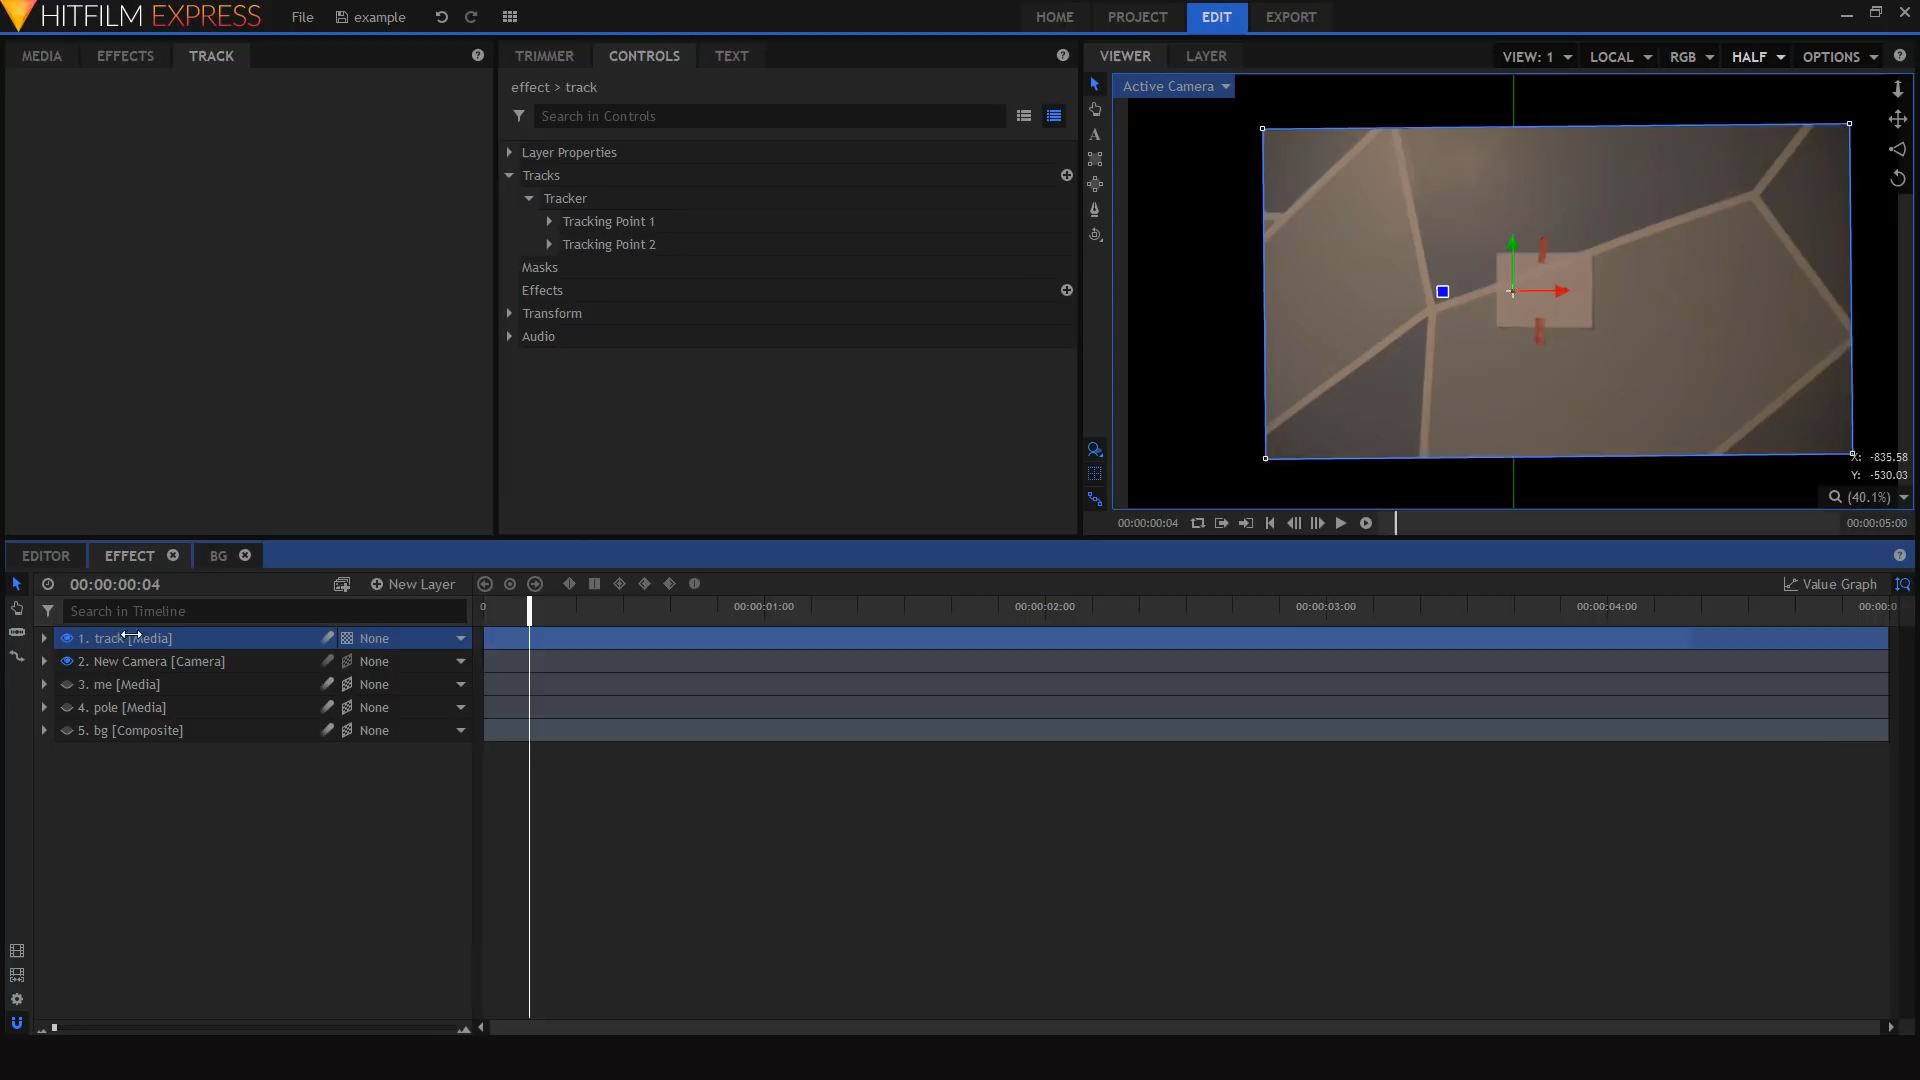 HITFILM EXPRESS
File
example
HOME
PROJECT
EDIT
EXPORT
MEDIA
EFFECTS
TRACK
TRIMMER
CONTROLS
TEXT
effect > track
Search in Controls
Layer Properties
Tracks
Tracker
Tracking Point 1
Tracking Point 2
Masks
Effects
Transform
Audio
VIEWER
LAYER
VIEW: 1
LOCAL
RGB
HALF
OPTIONS
Active Camera
X: -835.58
Y: -530.03
(40.1%)
00:00:00:04
00:00:05:00
EDITOR
EFFECT
BG
00:00:00:04
New Layer
Value Graph
Search in Timeline
0
00:00:01:00
00:00:02:00
00:00:03:00
00:00:04:00
00:00:0
1. track [Media] None
2. New Camera [Camera] None
3. me [Media] None
4. pole [Media] None
5. bg [Composite] None